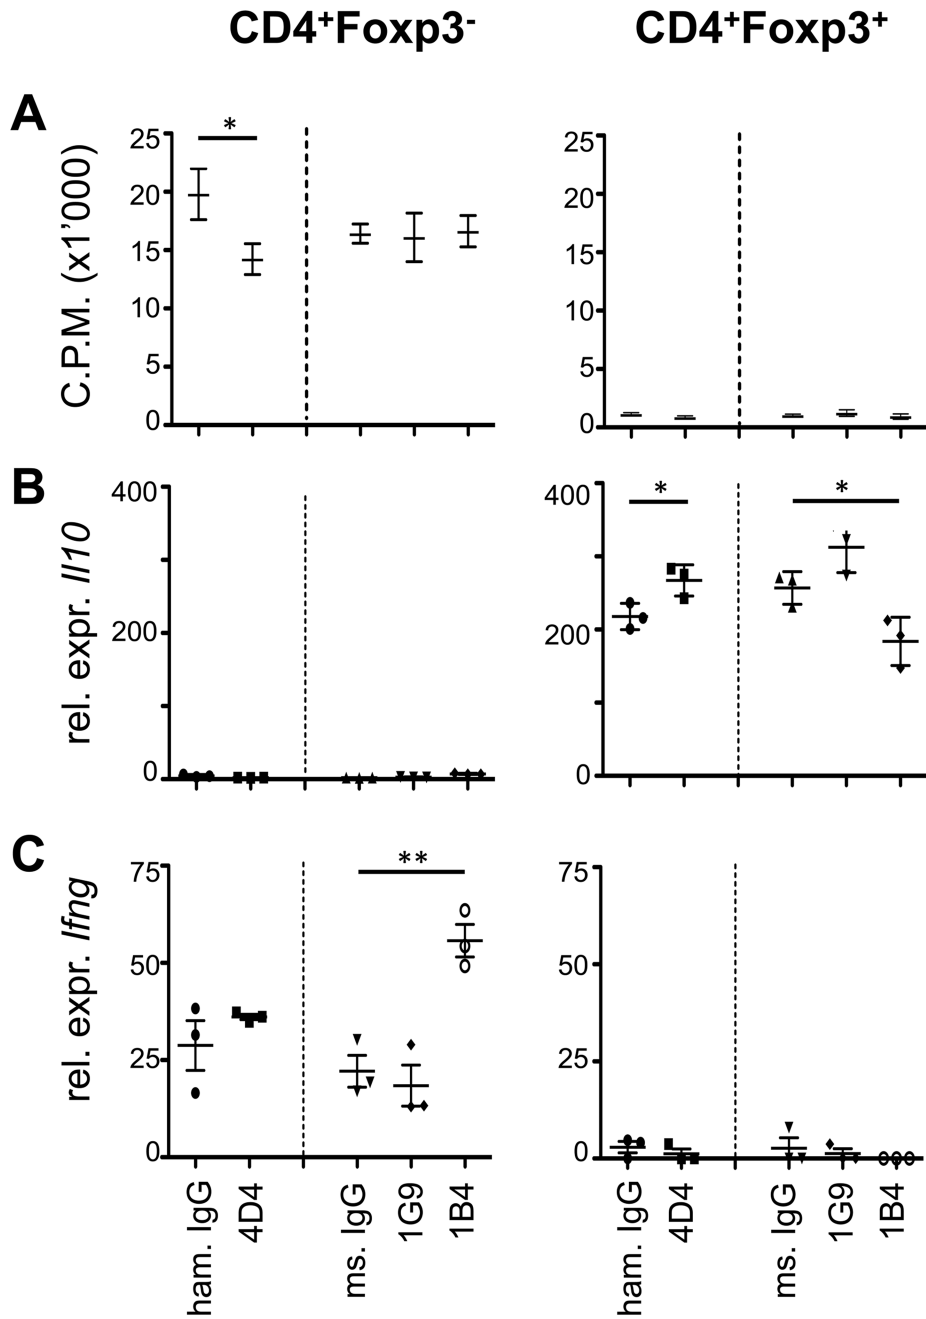 CD4⁺Foxp3⁻ CD4⁺Foxp3⁺
A
C.P.M. (x1'000)
25
20
15
10
5
0
*
25
20
15
10
5
0
B
rel. expr. Il10
400
200
0
400
200
0
*
*
C
rel. expr. Ifng
75
50
25
0
**
75
50
25
0
ham. IgG
4D4
ms. IgG
1G9
1B4
ham. IgG
4D4
ms. IgG
1G9
1B4